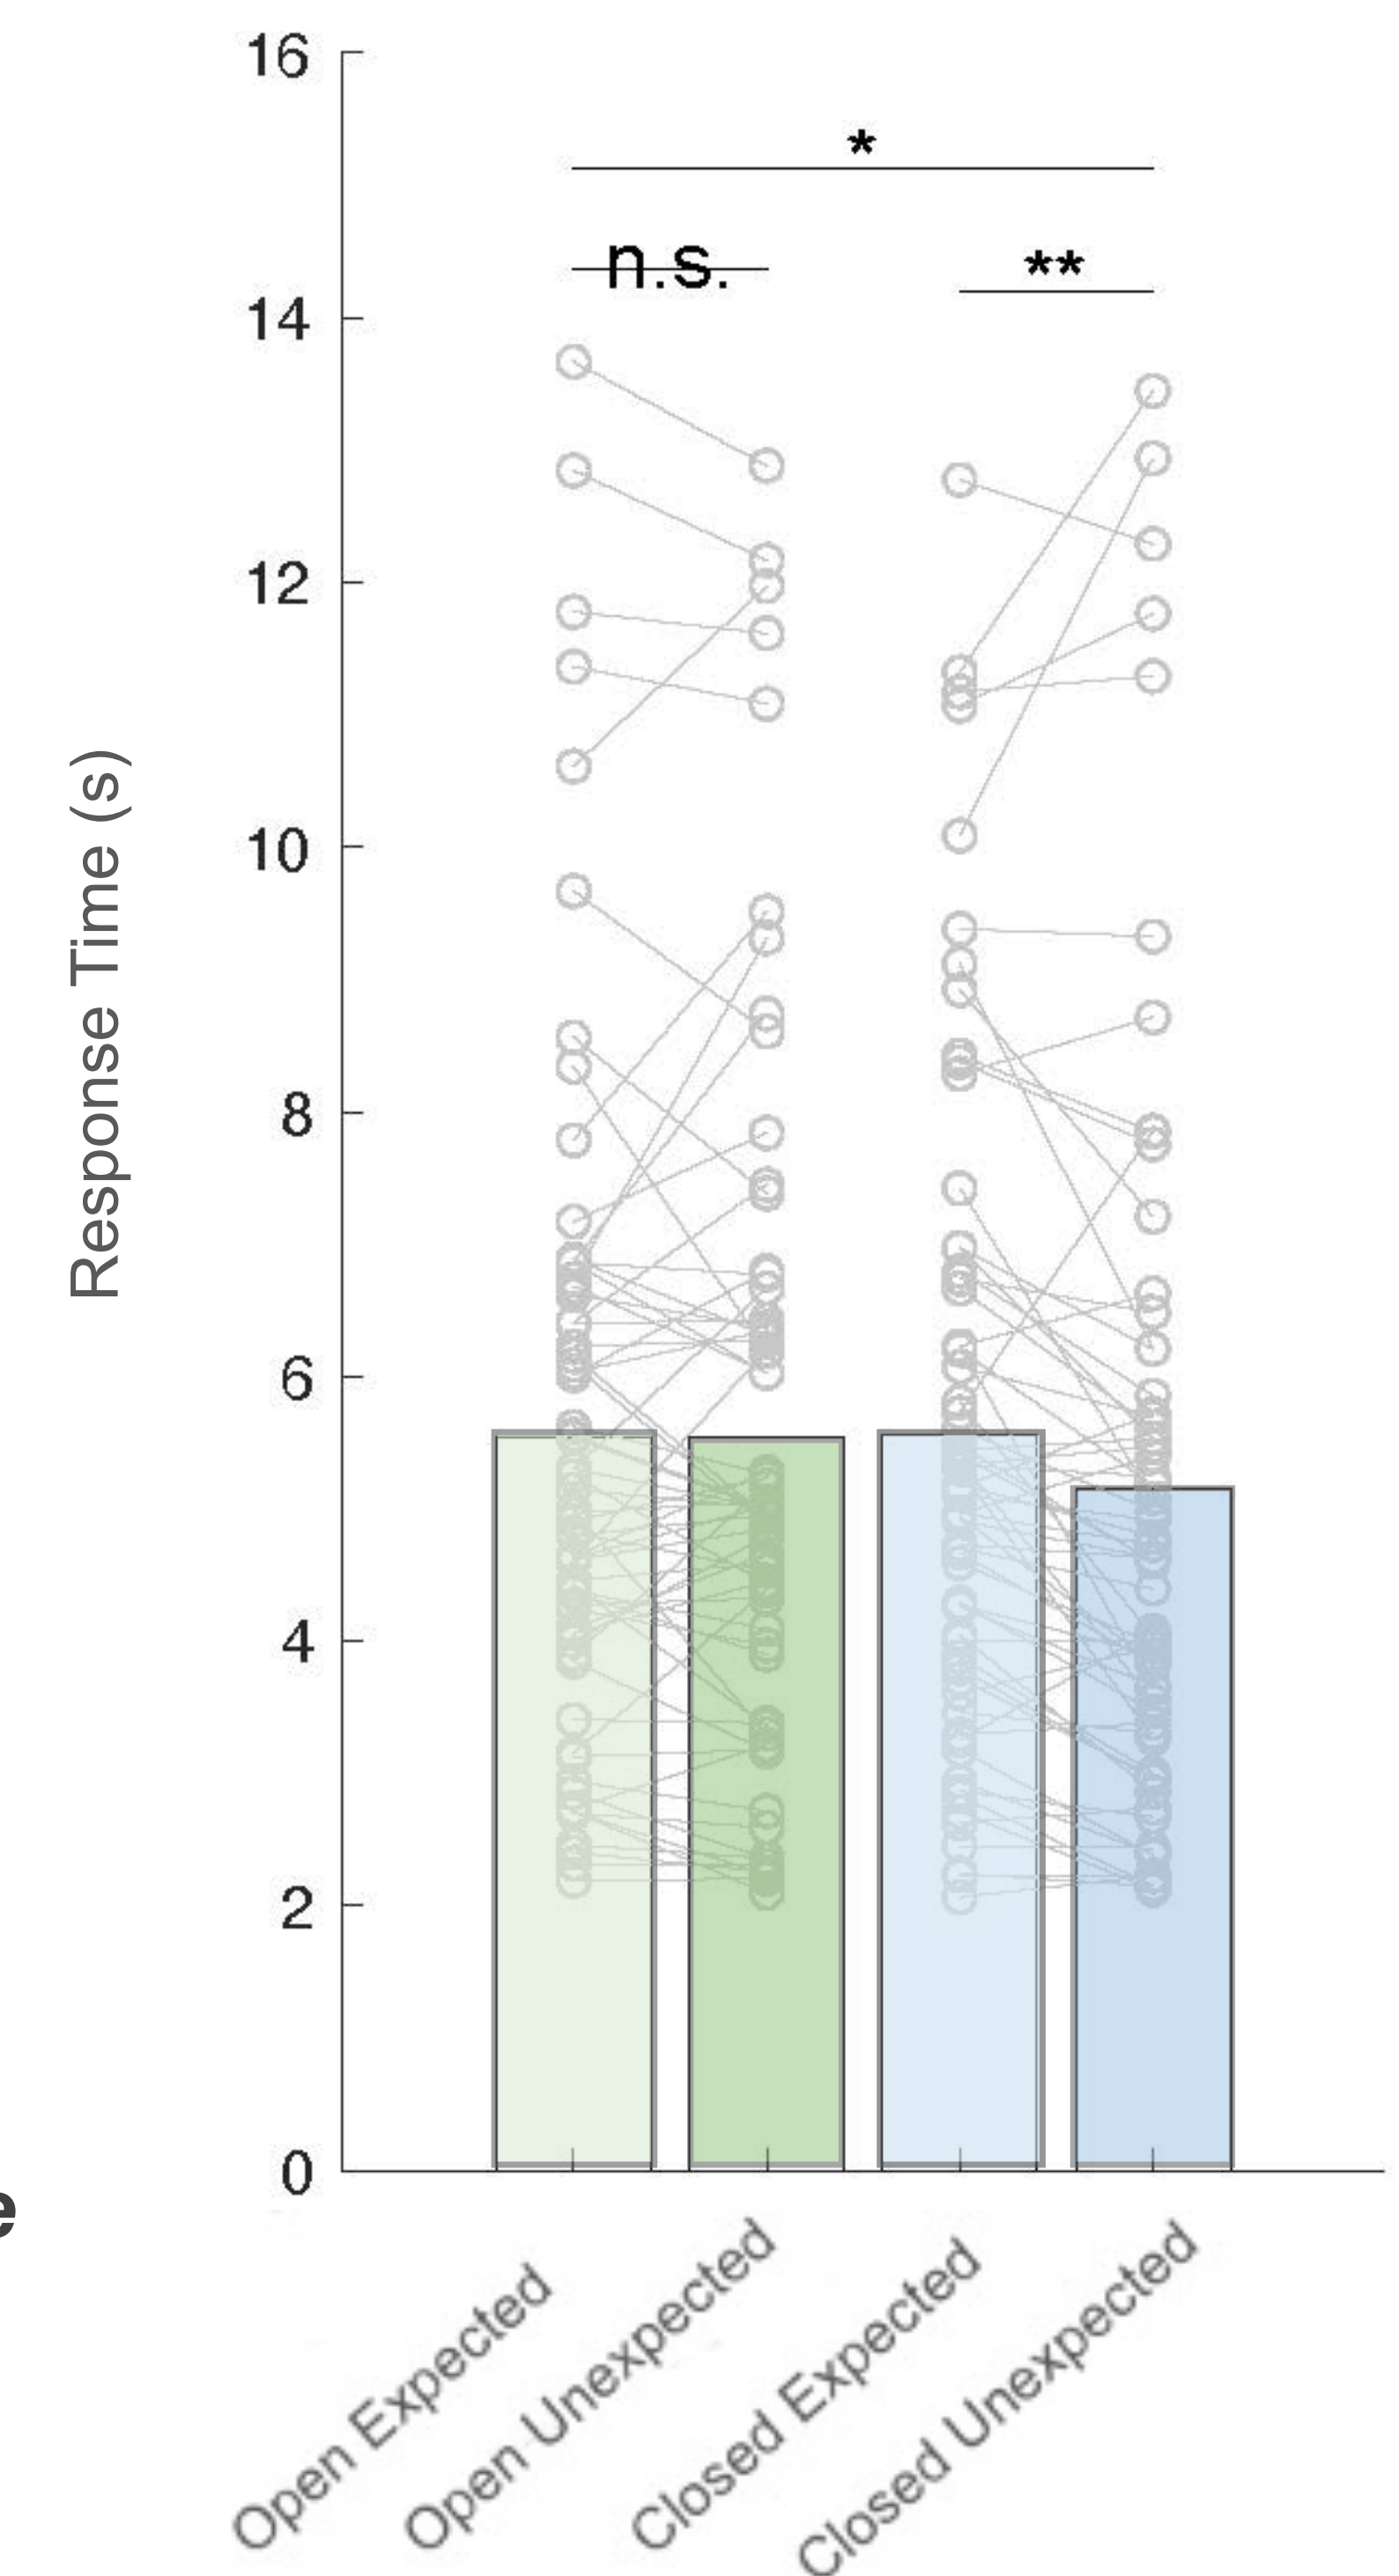 16
*
n.s.
**
14
12
10
8
6
4
2
0
Response Time (s)
e
Open Expected
Open Unexpected
Closed Expected
Closed Unexpected